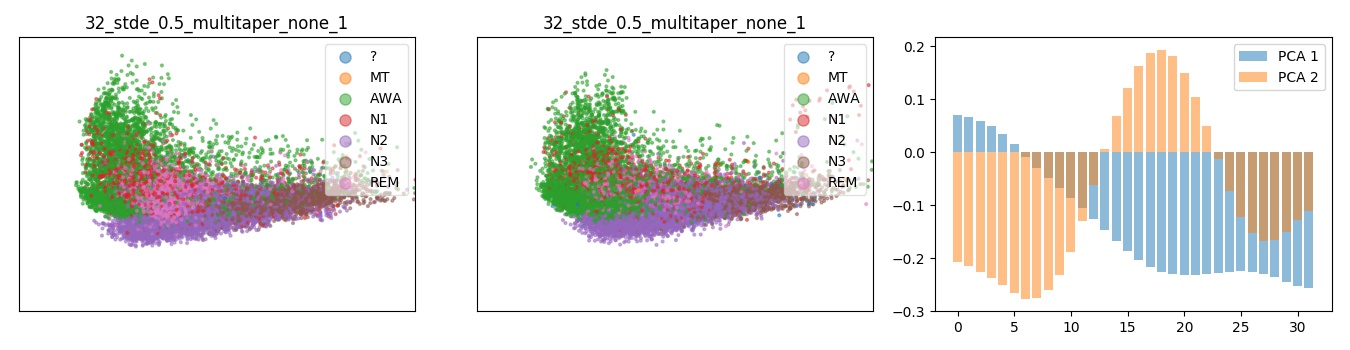 32_stde_0.5_multitaper_none_1
?
MT
AWA
N1
N2
N3
REM
32_stde_0.5_multitaper_none_1
?
MT
AWA
N1
N2
N3
REM
PCA 1
PCA 2
0.2
0.1
0.0
−0.1
−0.2
−0.3
0 5 10 15 20 25 30